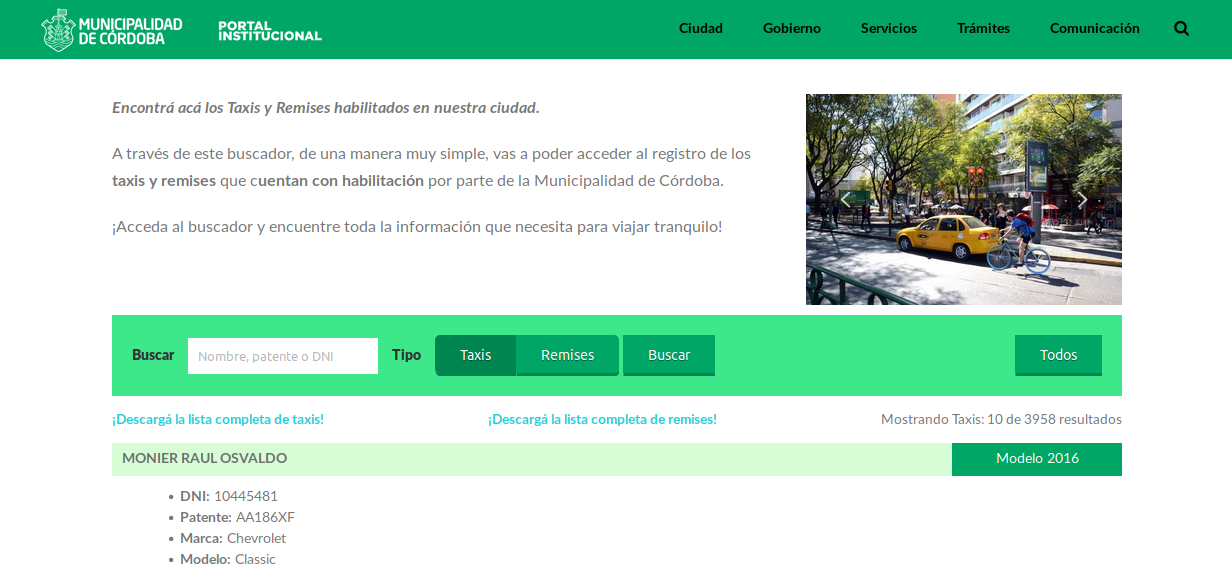 MUNICIPALIDAD
DE CÓRDOBA
PORTAL
INSTITUCIONAL
Ciudad
Gobierno
Servicios
Trámites
Comunicación
Encontrá acá los Taxis y Remises habilitados en nuestra ciudad.
A través de este buscador, de una manera muy simple, vas a poder acceder al registro de los
taxis y remises que cuentan con habilitación por parte de la Municipalidad de Córdoba.
¡Acceda al buscador y encuentre toda la información que necesita para viajar tranquilo!
Buscar
Nombre, patente o DNI
Tipo
Taxis
Remises
Buscar
Todos
¡Descargá la lista completa de taxis!
¡Descargá la lista completa de remises!
Mostrando Taxis: 10 de 3958 resultados
MONIER RAUL OSVALDO
Modelo 2016
• DNI: 10445481
• Patente: AA186XF
• Marca: Chevrolet
• Modelo: Classic